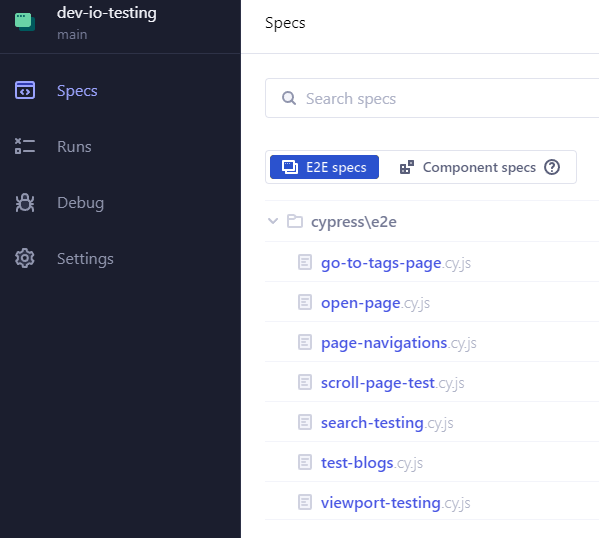 dev-io-testing
main
Specs
Runs
Debug
Settings
Specs
Search specs
E2E specs
Component specs
cypress\e2e
go-to-tags-page.cy.js
open-page.cy.js
page-navigations.cy.js
scroll-page-test.cy.js
search-testing.cy.js
test-blogs.cy.js
viewport-testing.cy.js